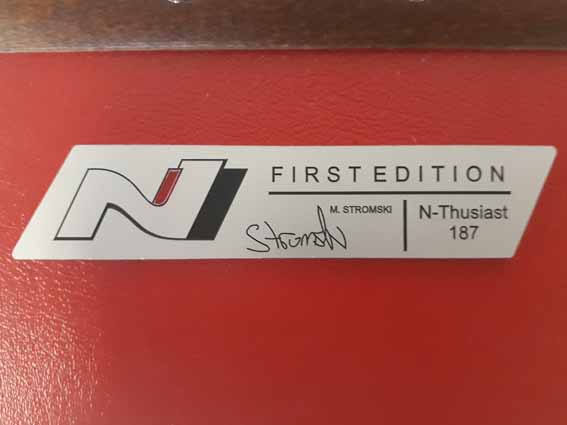 N
FIRST EDITION
M. STROMSKI
Stromski
N-Thusiast
187